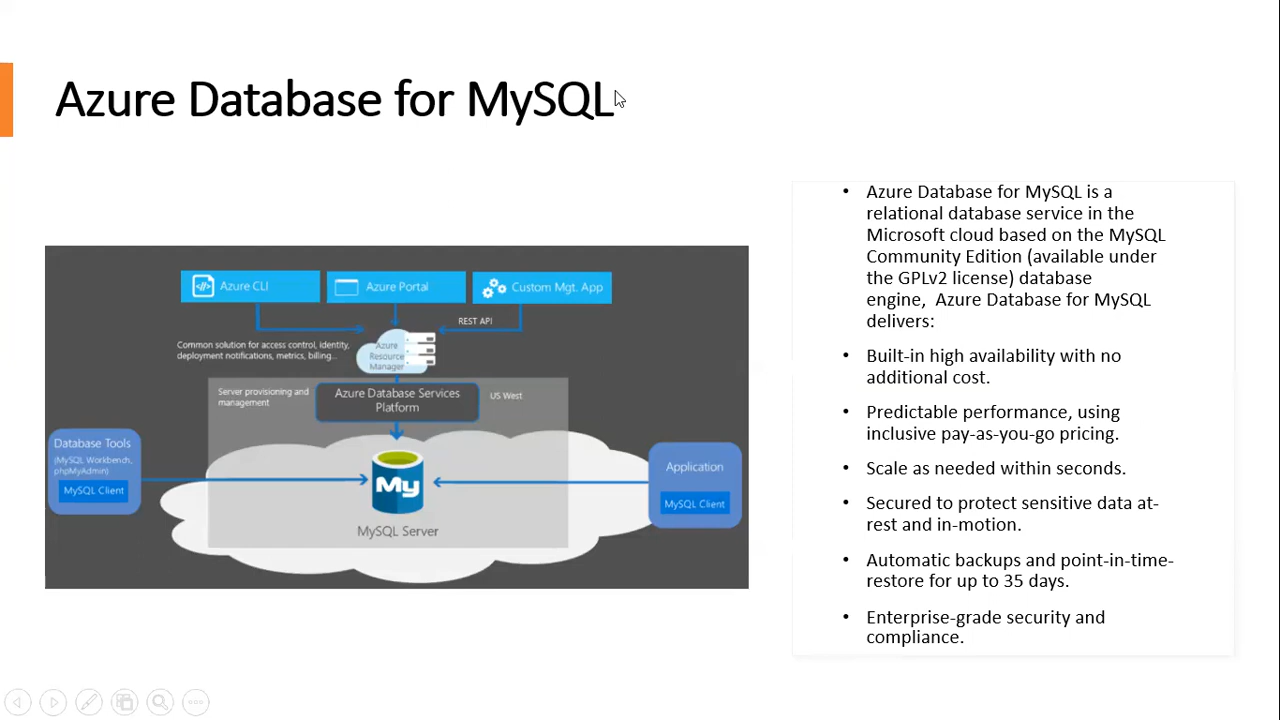 Azure Database for MySQL
Azure CLI
Azure Portal
Custom Mgt. App
REST API
Common solution for access control, identity,
deployment notifications, metrics, billing...
Azure
Resource
Manager
Server provisioning and
management
Azure Database Services
Platform
US West
Database Tools
(MySQL Workbench,
phpMyAdmin)
MySQL Client
My
MySQL Server
Application
MySQL Client
• Azure Database for MySQL is a
relational database service in the
Microsoft cloud based on the MySQL
Community Edition (available under
the GPLv2 license) database
engine, Azure Database for MySQL
delivers:
• Built-in high availability with no
additional cost.
• Predictable performance, using
inclusive pay-as-you-go pricing.
• Scale as needed within seconds.
• Secured to protect sensitive data at-
rest and in-motion.
• Automatic backups and point-in-time-
restore for up to 35 days.
• Enterprise-grade security and
compliance.